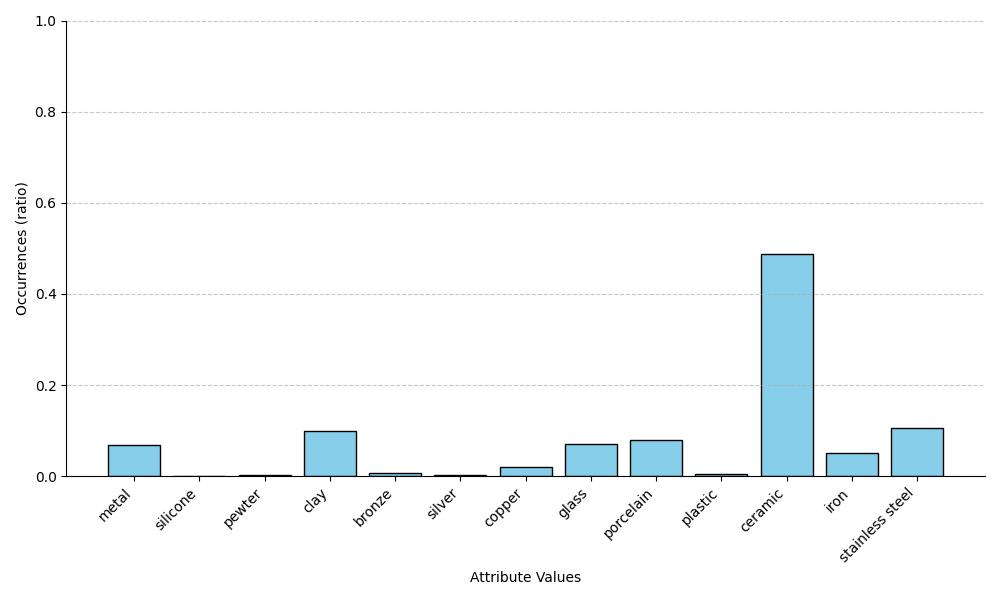 1.0
0.8
0.6
0.4
0.2
0.0
Occurrences (ratio)
metal
silicone
pewter
clay
bronze
silver
copper
glass
porcelain
plastic
ceramic
iron
stainless steel
Attribute Values